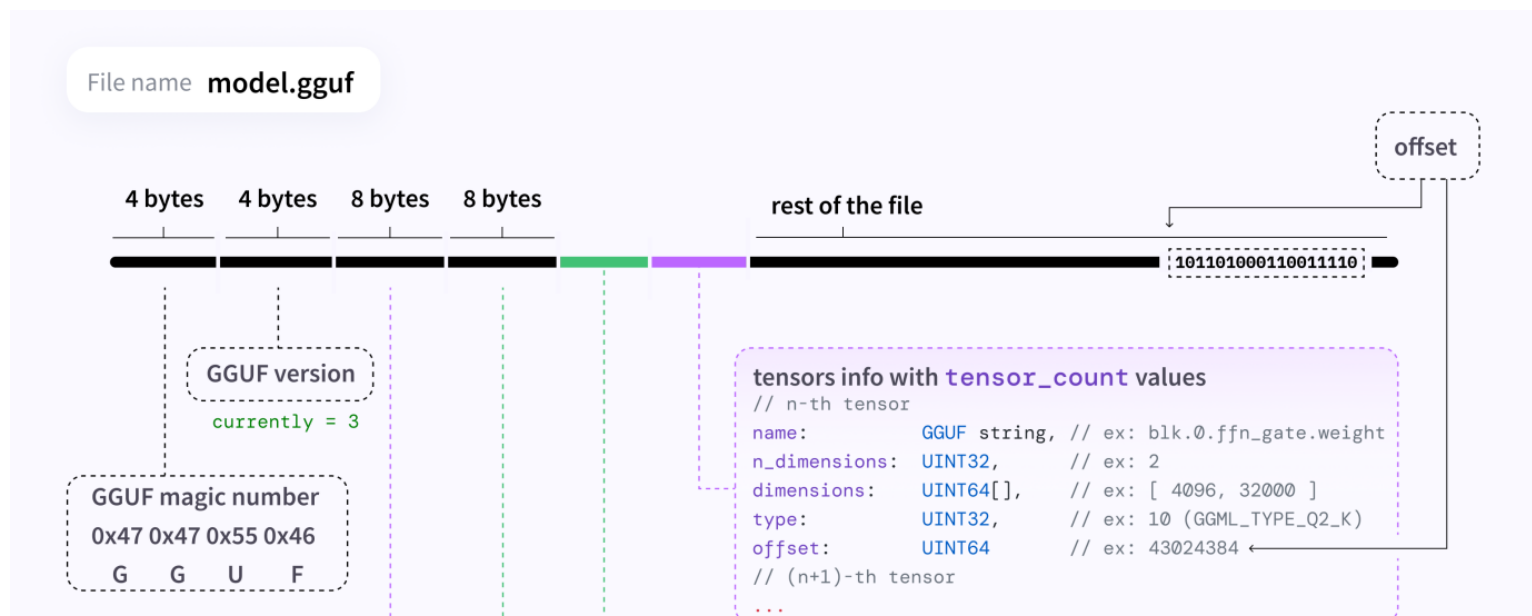 File name model.gguf
offset
4 bytes 4 bytes 8 bytes 8 bytes
rest of the file
101101000110011110
GGUF version
currently = 3
GGUF magic number
0x47 0x47 0x55 0x46
G G U F
tensors info with tensor_count values
// n-th tensor
name: GGUF string, // ex: blk.0.ffn_gate.weight
n_dimensions: UINT32, // ex: 2
dimensions: UINT64[], // ex: [ 4096, 32000 ]
type: UINT32, // ex: 10 (GGML_TYPE_Q2_K)
offset: UINT64 // ex: 43024384
// (n+1)-th tensor
...